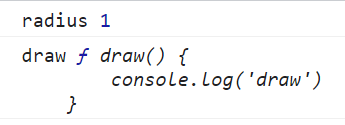 radius 1
draw f draw() {
console.log('draw')
}